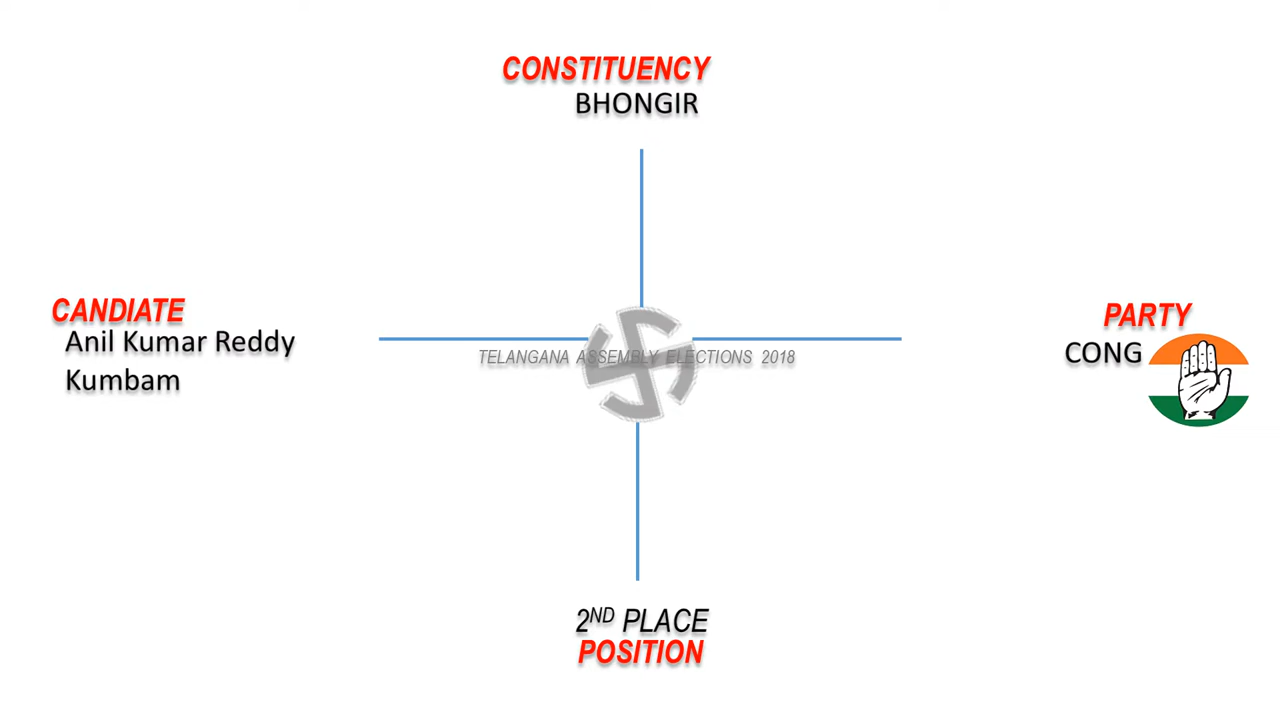 CONSTITUENCY
BHONGIR
CANDIATE
Anil Kumar Reddy
Kumbam
TELANGANA ASSEMBLY ELECTIONS 2018
PARTY
CONG
2ND PLACE
POSITION